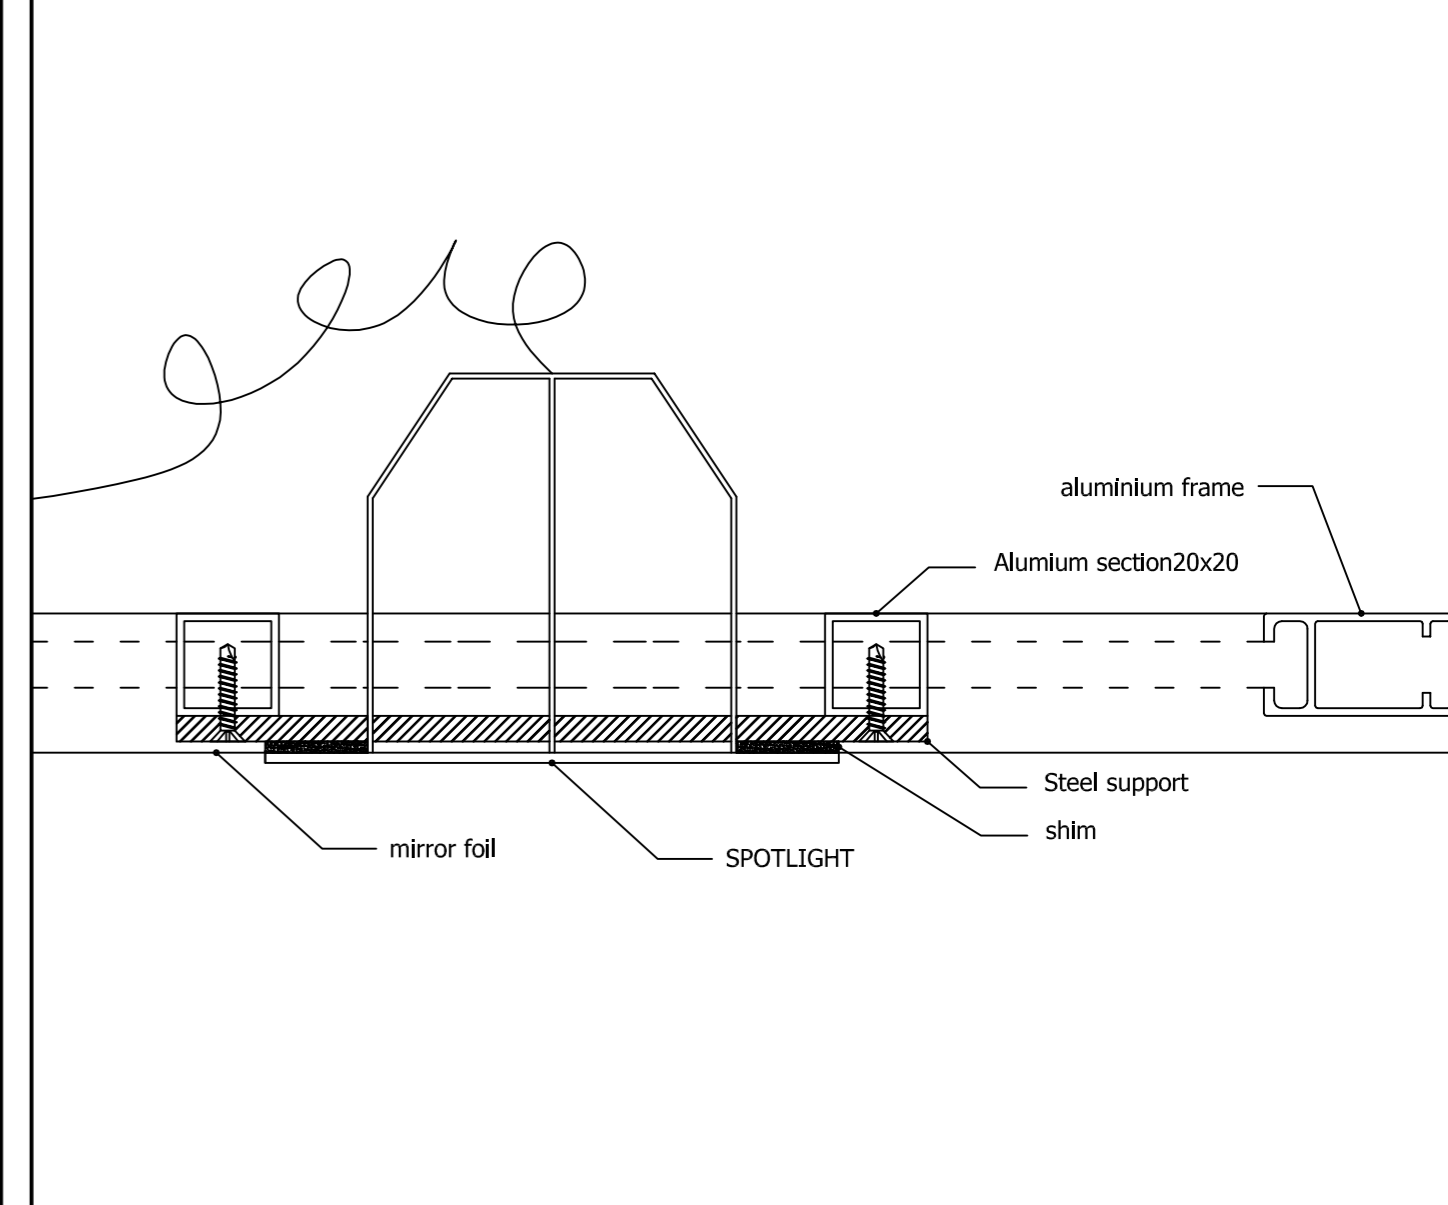 aluminium frame
Alumium section20x20
Steel support
shim
mirror foil
SPOTLIGHT